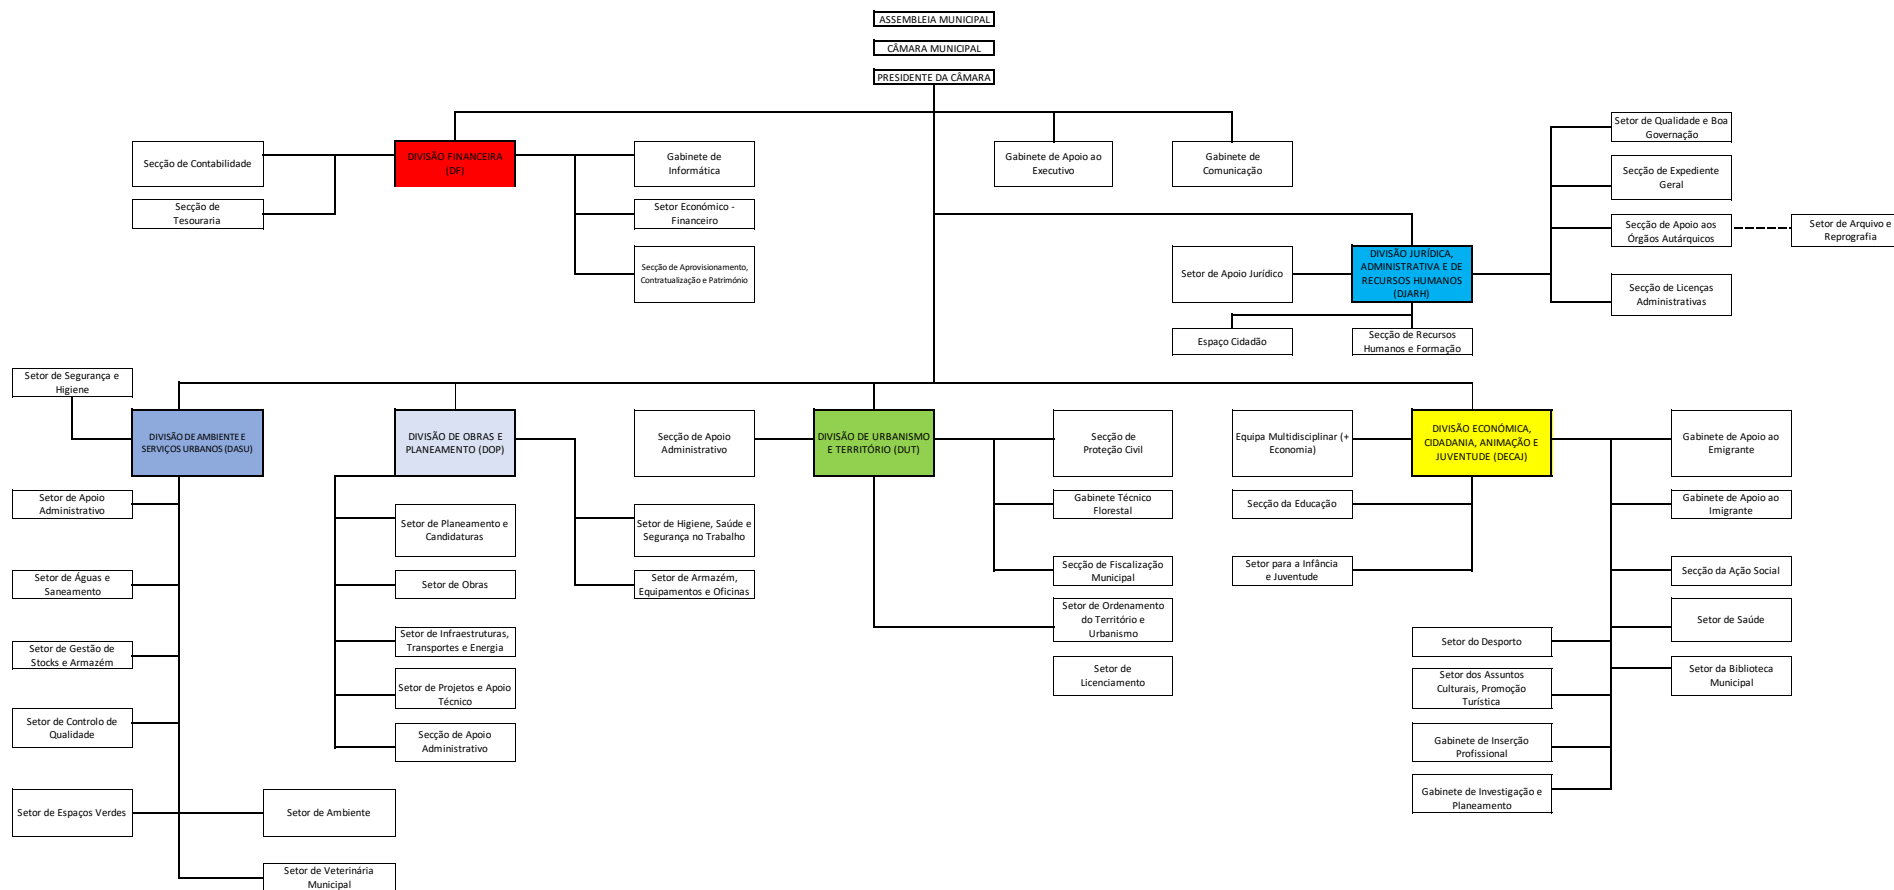 ASSEMBLEIA MUNICIPAL
CÂMARA MUNICIPAL
PRESIDENTE DA CÂMARA
Secção de Contabilidade
DIVISÃO FINANCEIRA
(DF)
Gabinete de
Informática
Gabinete de Apoio ao
Executivo
Gabinete de
Comunicação
Setor de Qualidade e Boa
Governação
Secção de Expediente
Geral
Secção de
Tesouraria
Setor Económico -
Financeiro
Secção de Apoio aos
Órgãos Autárquicos
Setor de Arquivo e
Reprografia
Secção de Aprovisionamento,
Contratualização e Património
Setor de Apoio Jurídico
DIVISÃO JURÍDICA,
ADMINISTRATIVA E DE
RECURSOS HUMANOS
(DJARH)
Secção de Licenças
Administrativas
Espaço Cidadão
Secção de Recursos
Humanos e Formação
Setor de Segurança e
Higiene
DIVISÃO DE AMBIENTE E
SERVIÇOS URBANOS (DASU)
DIVISÃO DE OBRAS E
PLANEAMENTO (DOP)
Secção de Apoio
Administrativo
DIVISÃO DE URBANISMO
E TERRITÓRIO (DUT)
Secção de
Proteção Civil
Equipa Multidisciplinar (+
Economia)
DIVISÃO ECONÓMICA,
CIDADANIA, ANIMAÇÃO E
JUVENTUDE (DECAJ)
Gabinete de Apoio ao
Emigrante
Setor de Apoio
Administrativo
Setor de Planeamento e
Candidaturas
Setor de Higiene, Saúde e
Segurança no Trabalho
Gabinete Técnico
Florestal
Secção da Educação
Gabinete de Apoio ao
Imigrante
Setor de Águas e
Saneamento
Setor de Obras
Setor de Armazém,
Equipamentos e Oficinas
Secção de Fiscalização
Municipal
Setor para a Infância
e Juventude
Secção da Ação Social
Setor de Gestão de
Stocks e Armazém
Setor de Infraestruturas,
Transportes e Energia
Setor de Ordenamento
do Território e
Urbanismo
Setor do Desporto
Setor de Saúde
Setor de Projetos e Apoio
Técnico
Setor de
Licenciamento
Setor dos Assuntos
Culturais, Promoção
Turística
Setor da Biblioteca
Municipal
Setor de Controlo de
Qualidade
Secção de Apoio
Administrativo
Gabinete de Inserção
Profissional
Setor de Espaços Verdes
Setor de Ambiente
Gabinete de Investigação e
Planeamento
Setor de Veterinária
Municipal